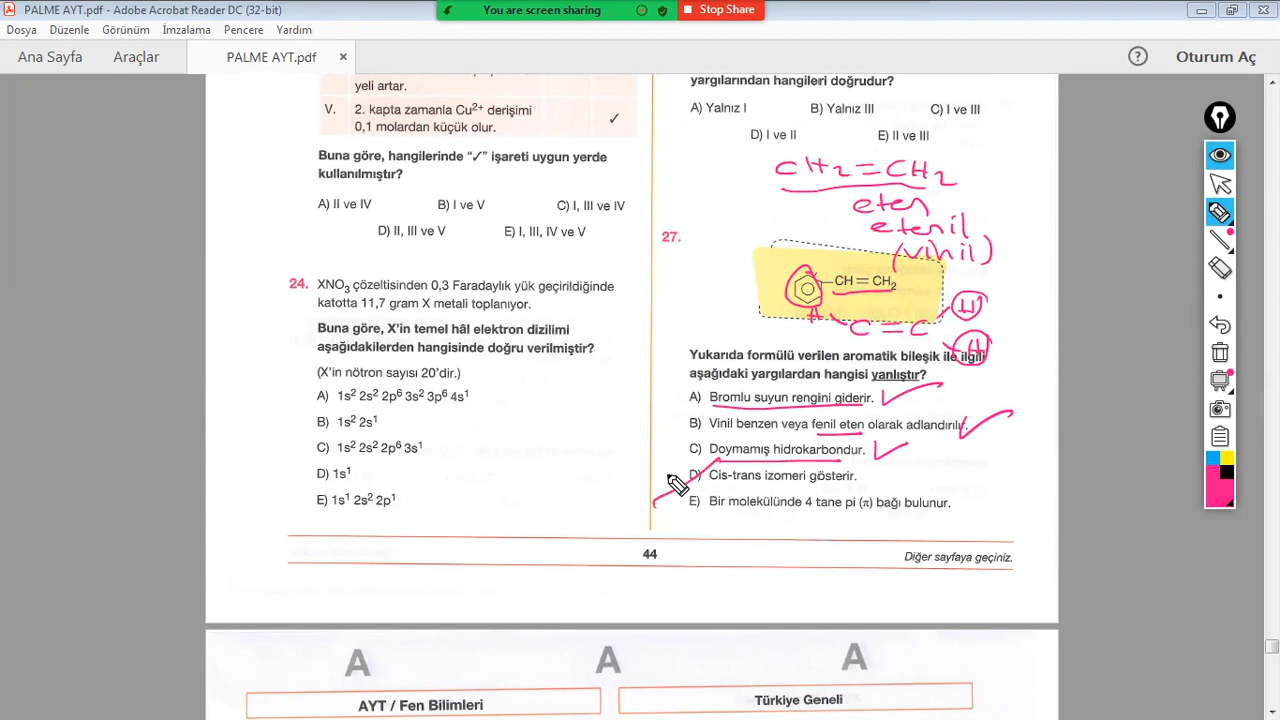 PALME AYT.pdf - Adobe Acrobat Reader DC (32-bit)
You are screen sharing
Stop Share
Dosya Düzenle Görünüm İmzalama Pencere Yardım
Ana Sayfa Araçlar PALME AYT.pdf × Oturum Aç
yeli artar.
V. 2. kapta zamanla Cu²⁺ derişimi
0,1 molardan küçük olur. ✓
Buna göre, hangilerinde “✓” işareti uygun yerde
kullanılmıştır?
A) II ve IV B) I ve V C) I, III ve IV
D) II, III ve V E) I, III, IV ve V
24. XNO₃ çözeltisinden 0,3 Faradaylık yük geçirildiğinde
katotta 11,7 gram X metali toplanıyor.
Buna göre, X’in temel hâl elektron dizilimi
aşağıdakilerden hangisinde doğru verilmiştir?
(X’in nötron sayısı 20’dir.)
A) 1s² 2s² 2p⁶ 3s² 3p⁶ 4s¹
B) 1s² 2s¹
C) 1s² 2s² 2p⁶ 3s¹
D) 1s¹
E) 1s¹ 2s² 2p¹
yargılarından hangileri doğrudur?
A) Yalnız I B) Yalnız III C) I ve III
D) I ve II E) II ve III
CH₂=CH₂
eten
etenil
(vinil)
27.
CH=CH₂
H
C=C
H
Yukarıda formülü verilen aromatik bileşik ile ilgili
aşağıdaki yargılardan hangisi yanlıştır?
A) Bromlu suyun rengini giderir.
B) Vinil benzen veya fenil eten olarak adlandırılır.
C) Doymamış hidrokarbondur.
D) Cis-trans izomeri gösterir.
E) Bir molekülünde 4 tane pi (π) bağı bulunur.
44
Diğer sayfaya geçiniz.
A A A
AYT / Fen Bilimleri
Türkiye Geneli